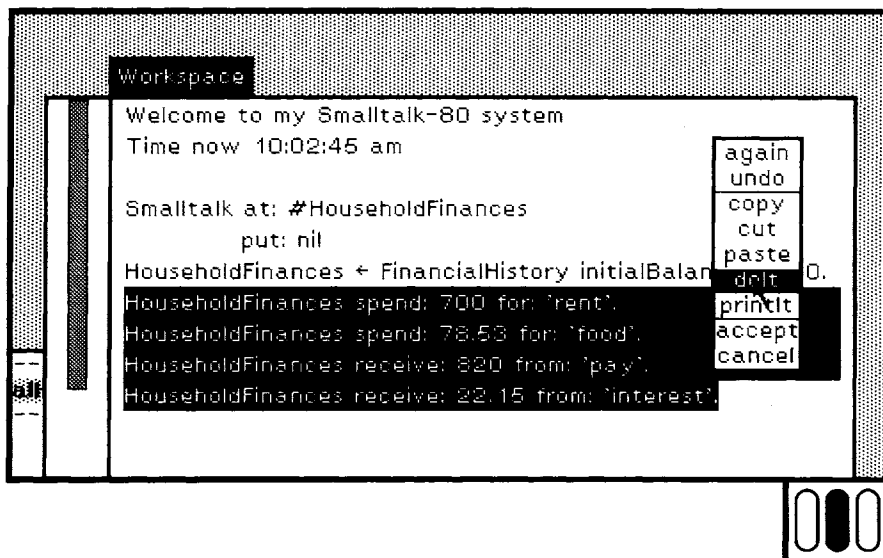 Workspace
Welcome to my Smalltalk-80 system
Time now 10:02:45 am
Smalltalk at: #HouseholdFinances
put: nil
HouseholdFinances ← FinancialHistory initialBalan 0.
HouseholdFinances spend: 700 for: 'rent'.
HouseholdFinances spend: 78.53 for: 'food'.
HouseholdFinances receive: 820 from: 'pay'.
HouseholdFinances receive: 22.15 from: 'interest'.
again
undo
copy
cut
paste
doIt
printIt
accept
cancel